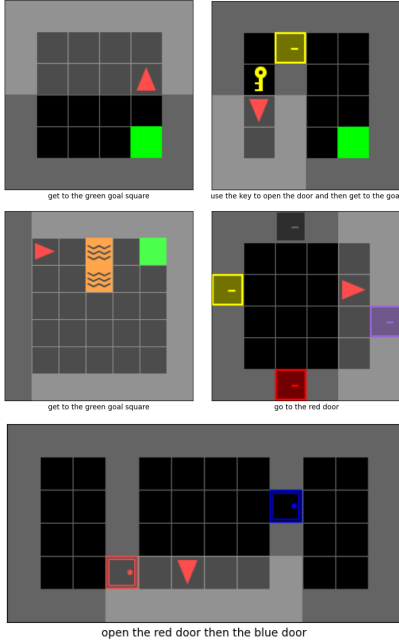 get to the green goal square
use the key to open the door and then get to the goa
get to the green goal square
go to the red door
open the red door then the blue door